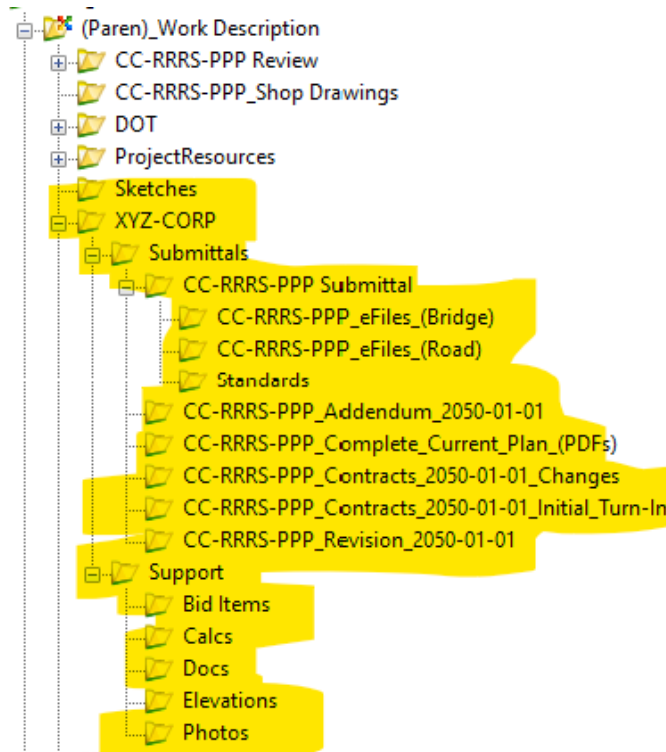 (Paren)_Work Description
CC-RRRS-PPP Review
CC-RRRS-PPP_Shop Drawings
DOT
ProjectResources
Sketches
XYZ-CORP
Submittals
CC-RRRS-PPP Submittal
CC-RRRS-PPP_eFiles_(Bridge)
CC-RRRS-PPP_eFiles_(Road)
Standards
CC-RRRS-PPP_Addendum_2050-01-01
CC-RRRS-PPP_Complete_Current_Plan_(PDFs)
CC-RRRS-PPP_Contracts_2050-01-01_Changes
CC-RRRS-PPP_Contracts_2050-01-01_Initial_Turn-In
CC-RRRS-PPP_Revision_2050-01-01
Support
Bid Items
Calcs
Docs
Elevations
Photos